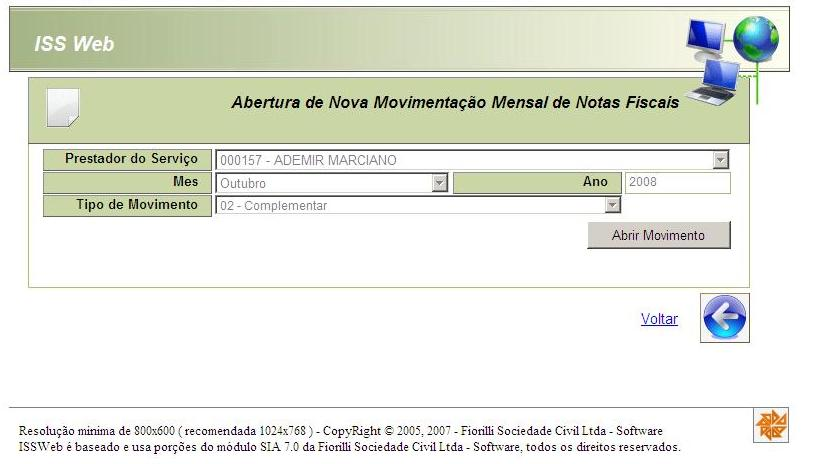 ISS Web
Abertura de Nova Movimentação Mensal de Notas Fiscais
Prestador do Serviço 000157 - ADEMIR MARCIANO
Mes Outubro Ano 2008
Tipo de Movimento 02 - Complementar
Abrir Movimento
Voltar
Resolução minima de 800x600 ( recomendada 1024x768 ) - CopyRight © 2005, 2007 - Fiorilli Sociedade Civil Ltda - Software
ISSWeb é baseado e usa porções do módulo SIA 7.0 da Fiorilli Sociedade Civil Ltda - Software, todos os direitos reservados.